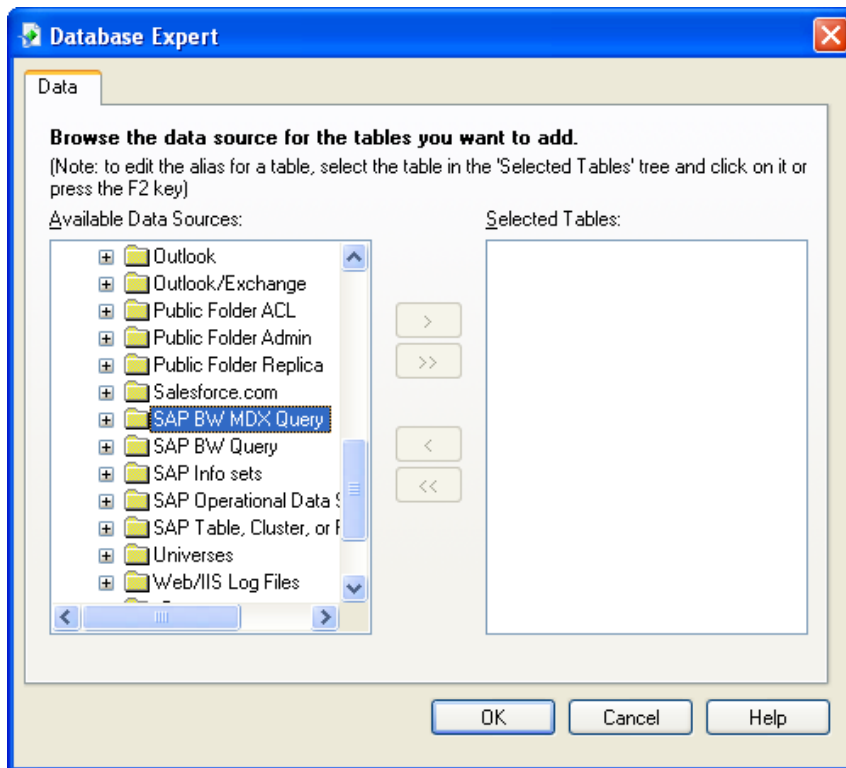 Database Expert
Data
Browse the data source for the tables you want to add.
(Note: to edit the alias for a table, select the table in the 'Selected Tables' tree and click on it or
press the F2 key)
Available Data Sources:
Selected Tables:
Outlook
Outlook/Exchange
Public Folder ACL
Public Folder Admin
Public Folder Replica
Salesforce.com
SAP BW MDX Query
SAP BW Query
SAP Info sets
SAP Operational Data
SAP Table, Cluster, or
Universes
Web/IIS Log Files
>
>>
<
<<
OK
Cancel
Help